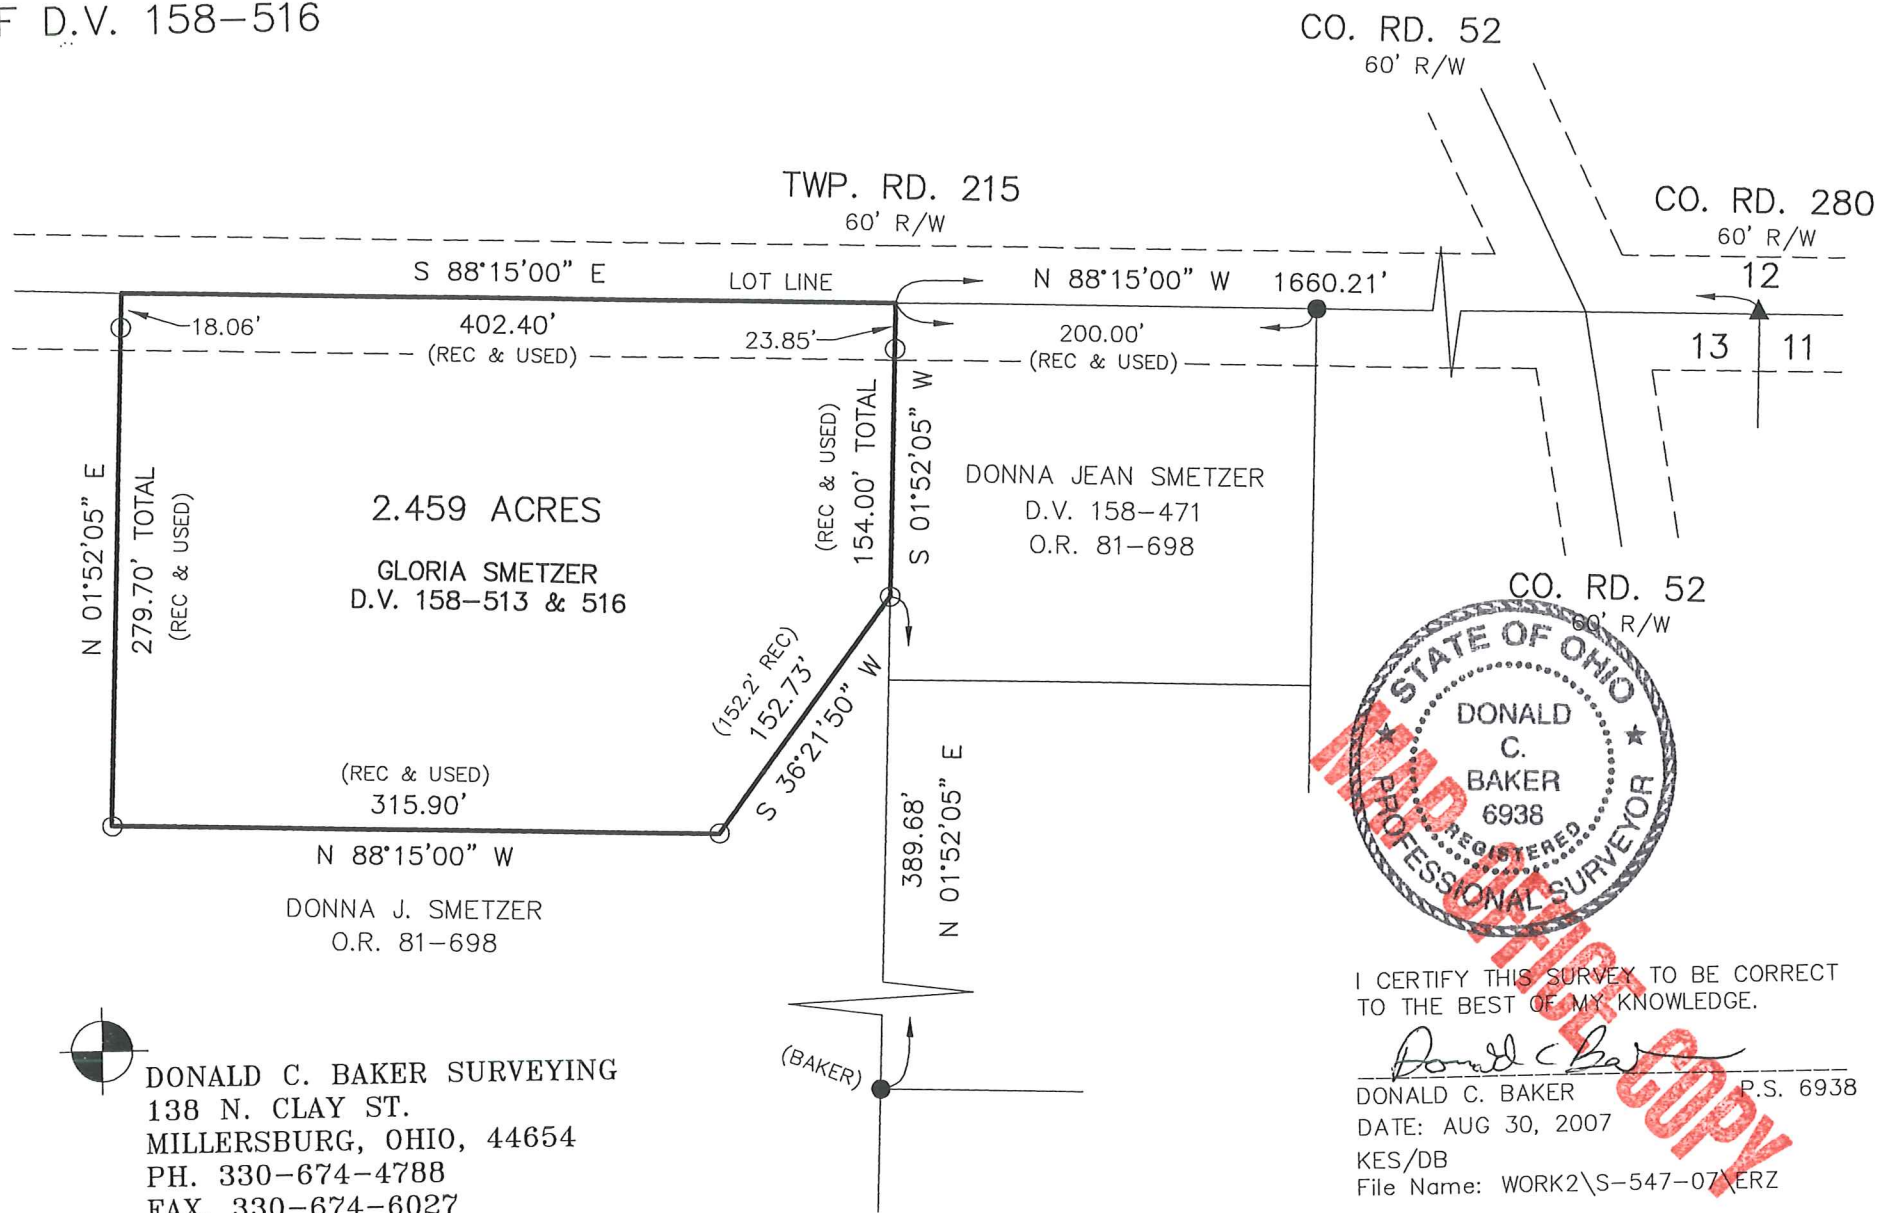 F D.V. 158–516
CO. RD. 52
60' R/W
TWP. RD. 215
60' R/W
CO. RD. 280
60' R/W
S 88°15'00" E
LOT LINE
N 88°15'00" W
1660.21'
12
13
11
18.06'
402.40'
(REC & USED)
23.85'
200.00'
(REC & USED)
N 01°52'05" E
279.70' TOTAL
(REC & USED)
2.459 ACRES
GLORIA SMETZER
D.V. 158–513 & 516
(REC & USED)
154.00' TOTAL
S 01°52'05" W
DONNA JEAN SMETZER
D.V. 158–471
O.R. 81–698
CO. RD. 52
60' R/W
(152.2' REC)
152.73'
S 36°21'50" W
(REC & USED)
315.90'
N 88°15'00" W
DONNA J. SMETZER
O.R. 81–698
389.68'
N 01°52'05" E
(BAKER)
STATE OF OHIO
DONALD
C.
BAKER
6938
REGISTERED
PROFESSIONAL SURVEYOR
MAP OFFICE COPY
I CERTIFY THIS SURVEY TO BE CORRECT
TO THE BEST OF MY KNOWLEDGE.
Donald C Ba
DONALD C. BAKER P.S. 6938
DATE: AUG 30, 2007
KES/DB
File Name: WORK2\S–547–07\ERZ
DONALD C. BAKER SURVEYING
138 N. CLAY ST.
MILLERSBURG, OHIO, 44654
PH. 330–674–4788
FAX 330–674–6027